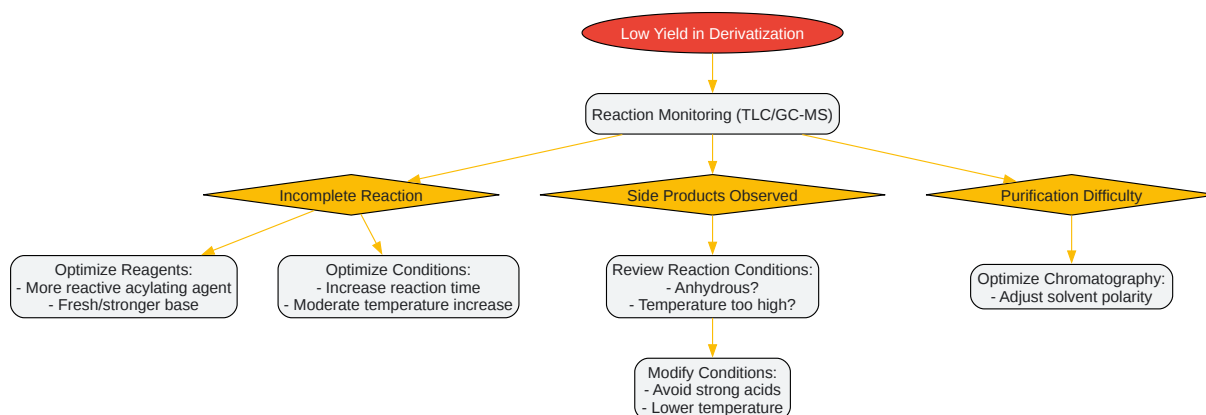 Low Yield in Derivatization
Reaction Monitoring (TLC/GC-MS)
Incomplete Reaction
Side Products Observed
Purification Difficulty
Optimize Reagents:
- More reactive acylating agent
- Fresh/stronger base
Optimize Conditions:
- Increase reaction time
- Moderate temperature increase
Review Reaction Conditions:
- Anhydrous?
- Temperature too high?
Optimize Chromatography:
- Adjust solvent polarity
Modify Conditions:
- Avoid strong acids
- Lower temperature